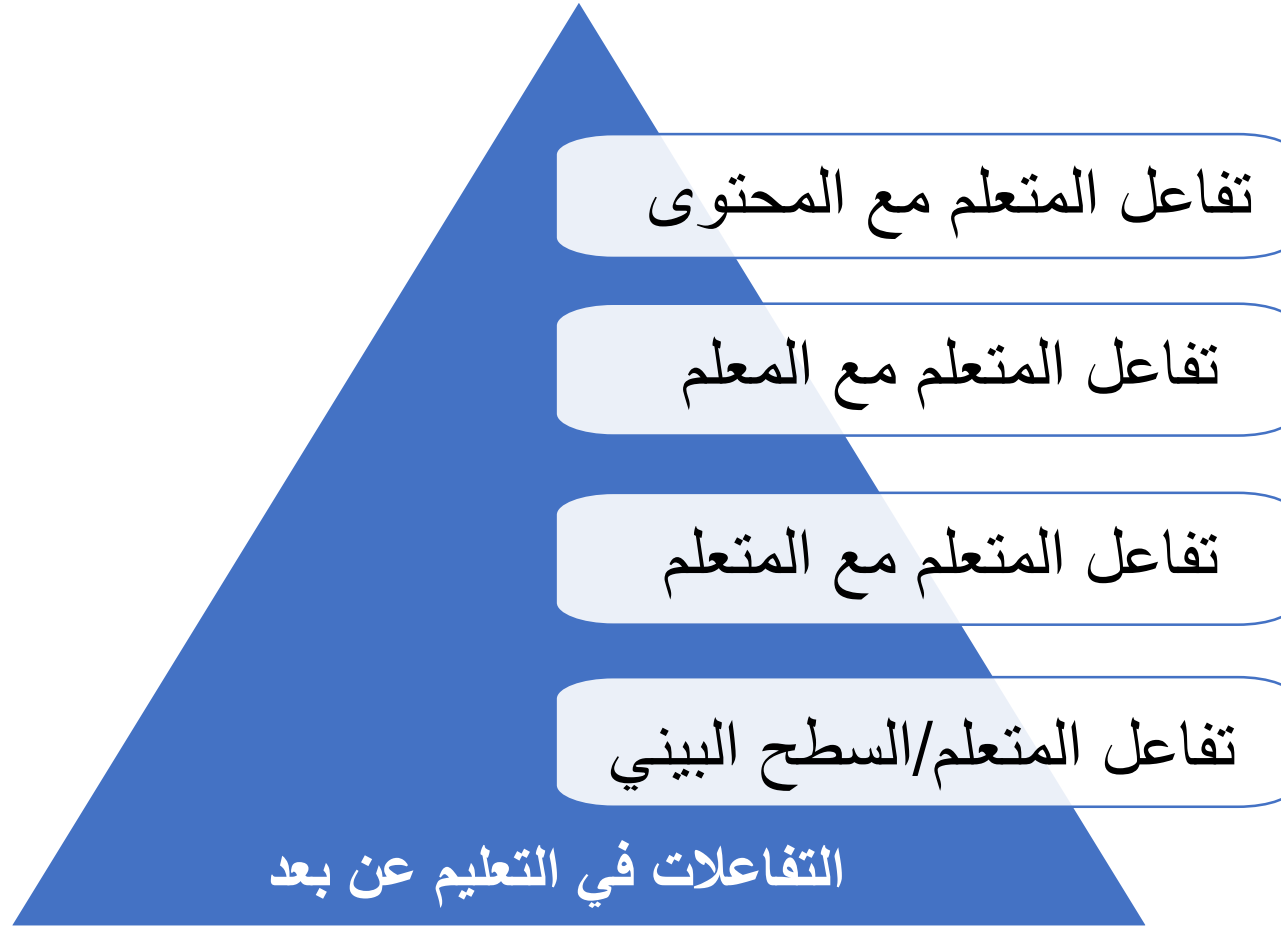 تفاعل المتعلم مع المحتوى
تفاعل المتعلم مع المعلم
تفاعل المتعلم مع المتعلم
تفاعل المتعلم/السطح البيني
التفاعلات في التعليم عن بعد